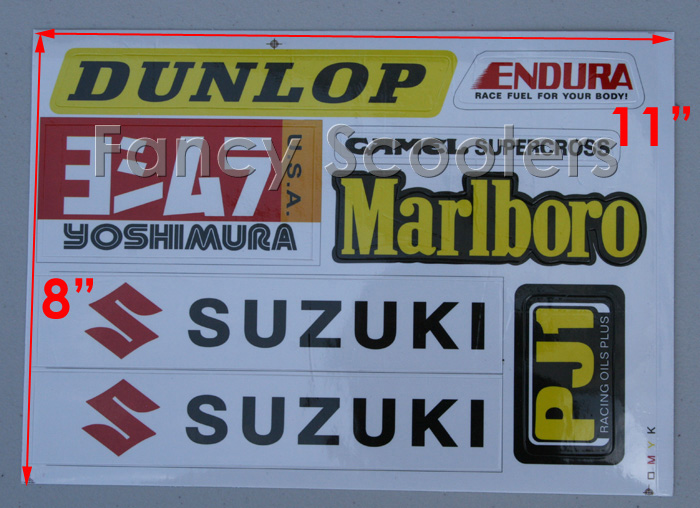 DUNLOP
ENDURA
RACE FUEL FOR YOUR BODY!
11”
Fancy Scooters
ヨシムラ
U.S.A.
YOSHIMURA
CAMEL SUPERCROSS
Marlboro
8”
SUZUKI
SUZUKI
PJ1
RACING OILS PLUS
M Y K